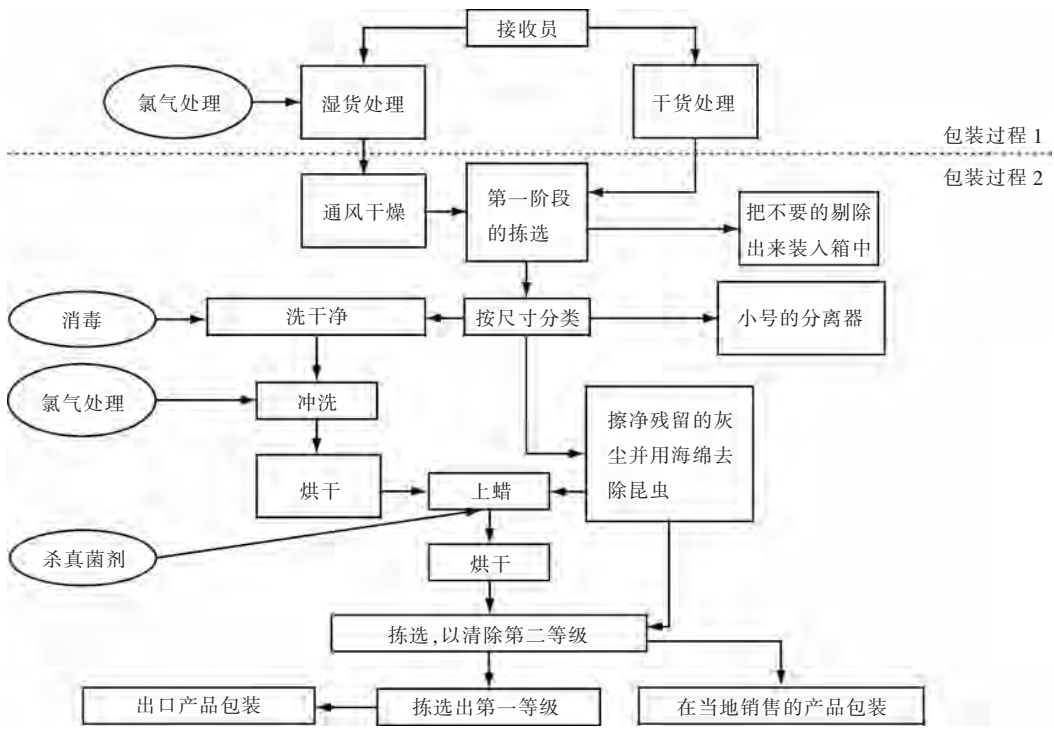 接收员
氯气处理
湿货处理
干货处理
包装过程 1
包装过程 2
通风干燥
第一阶段
的拣选
把不要的剔除
出来装入箱中
消毒
洗干净
按尺寸分类
小号的分离器
氯气处理
冲洗
擦净残留的灰
尘并用海绵去
除昆虫
烘干
上蜡
杀真菌剂
烘干
拣选,以清除第二等级
出口产品包装
拣选出第一等级
在当地销售的产品包装